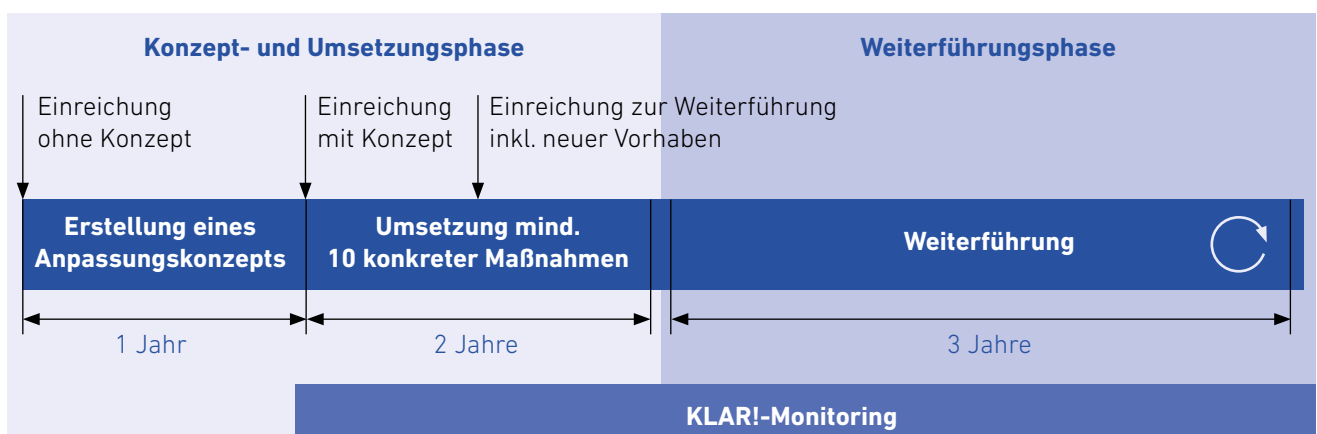 Konzept- und Umsetzungsphase
Weiterführungsphase
Einreichung
ohne Konzept
Einreichung
mit Konzept
Einreichung zur Weiterführung
inkl. neuer Vorhaben
Erstellung eines
Anpassungskonzepts
Umsetzung mind.
10 konkreter Maßnahmen
Weiterführung
1 Jahr
2 Jahre
3 Jahre
KLAR!-Monitoring